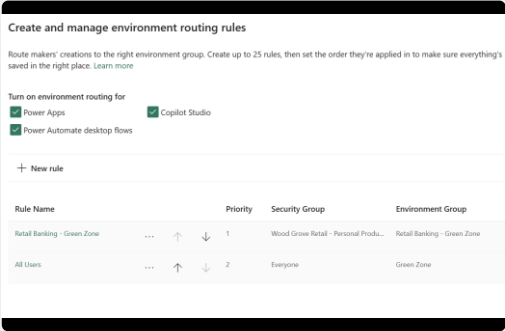 Create and manage environment routing rules
Route makers' creations to the right environment group. Create up to 25 rules, then set the order they're applied in to make sure everything's
saved in the right place. Learn more
Turn on environment routing for
Power Apps Copilot Studio
Power Automate desktop flows
New rule
Rule Name Priority Security Group Environment Group
Retail Banking - Green Zone ... 1 Wood Grove Retail - Personal Produ... Retail Banking - Green Zone
All Users ... 2 Everyone Green Zone